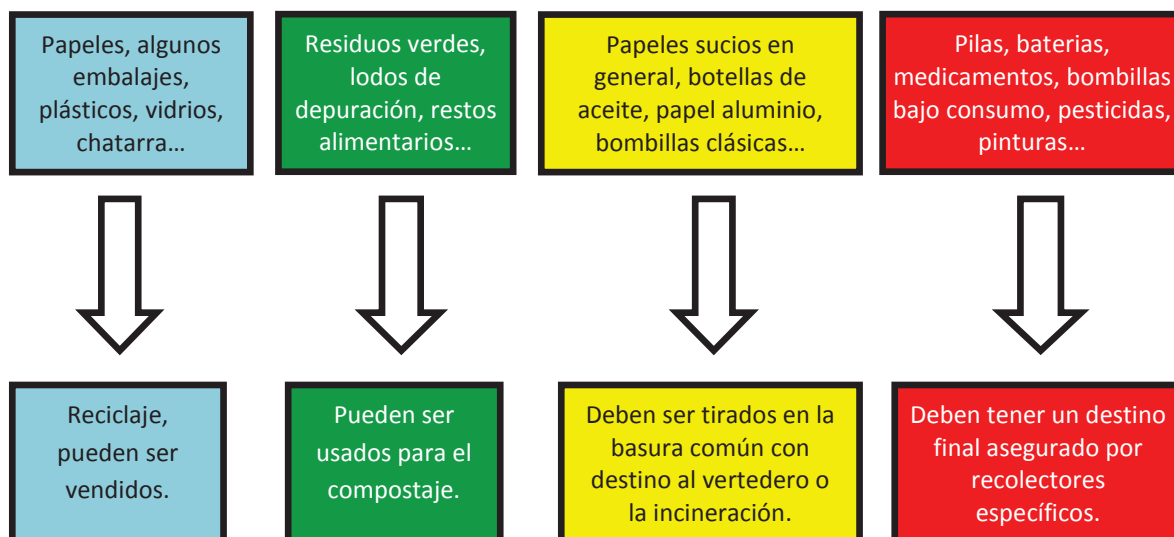 Papeles, algunos
embalajes,
plásticos, vidrios,
chatarra…
Residuos verdes,
lodos de
depuración, restos
alimentarios…
Papeles sucios en
general, botellas de
aceite, papel aluminio,
bombillas clásicas…
Pilas, baterias,
medicamentos, bombillas
bajo consumo, pesticidas,
pinturas…
Reciclaje,
pueden ser
vendidos.
Pueden ser
usados para el
compostaje.
Deben ser tirados en la
basura común con
destino al vertedero o
la incineración.
Deben tener un destino
final asegurado por
recolectores
específicos.